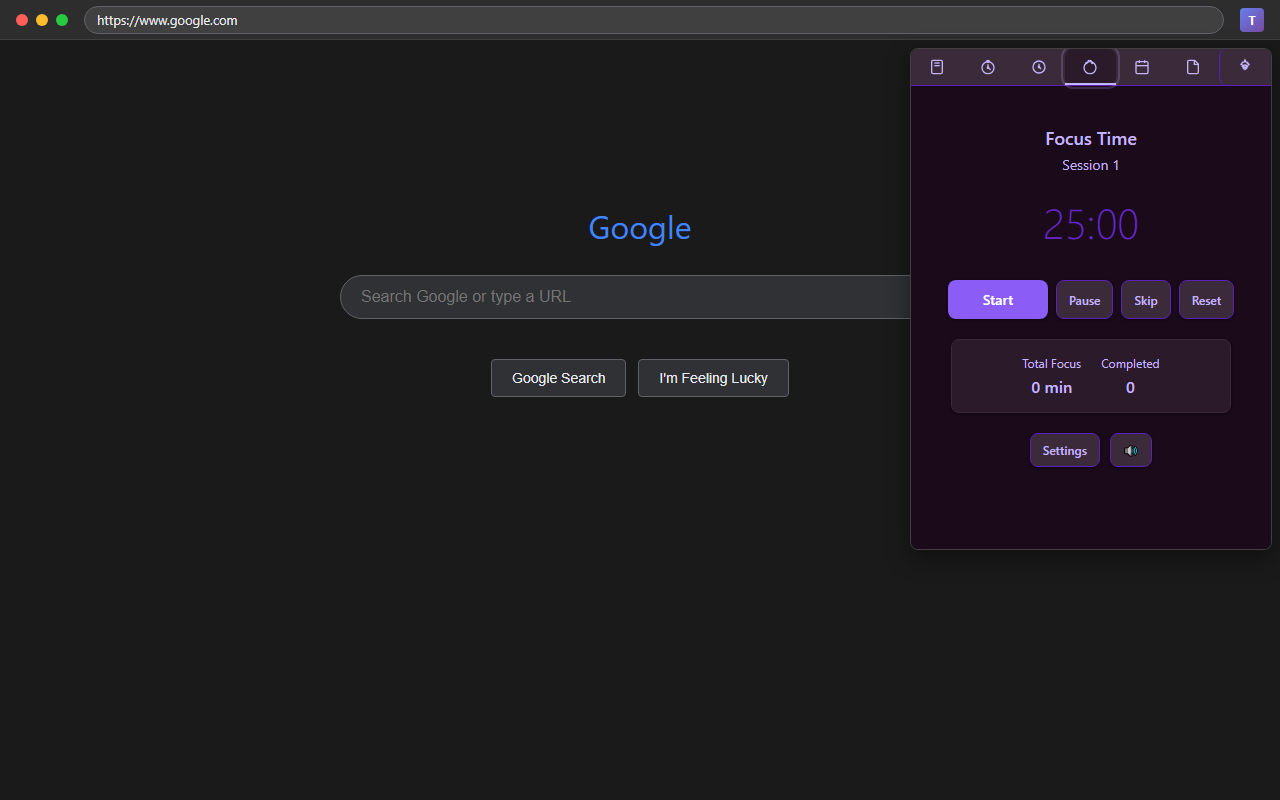 https://www.google.com
T
Focus Time
Session 1
25:00
Google
Search Google or type a URL
Start Pause Skip Reset
Total Focus Completed
0 min 0
Google Search I'm Feeling Lucky
Settings